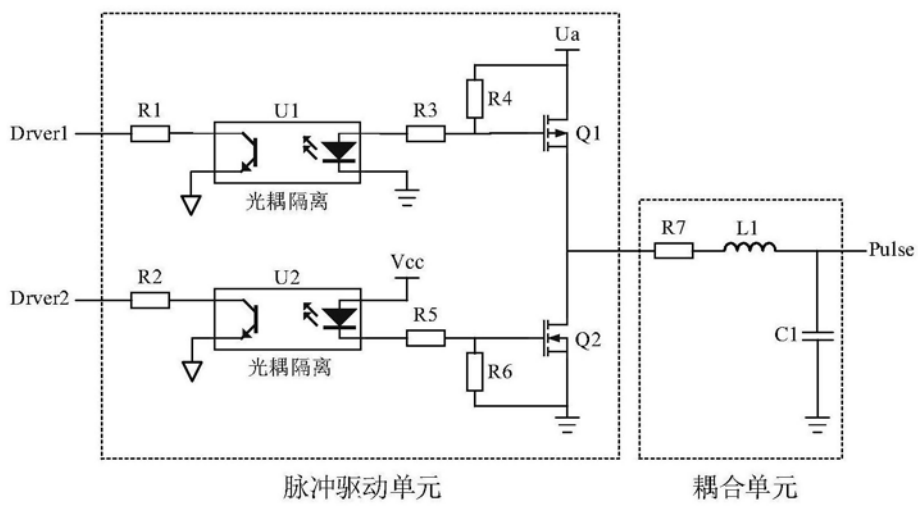 Ua
R1
U1
R3
R4
Drver1
Q1
光耦隔离
R7
L1
Pulse
R2
U2
Vcc
Drver2
R5
Q2
C1
光耦隔离
R6
脉冲驱动单元
耦合单元